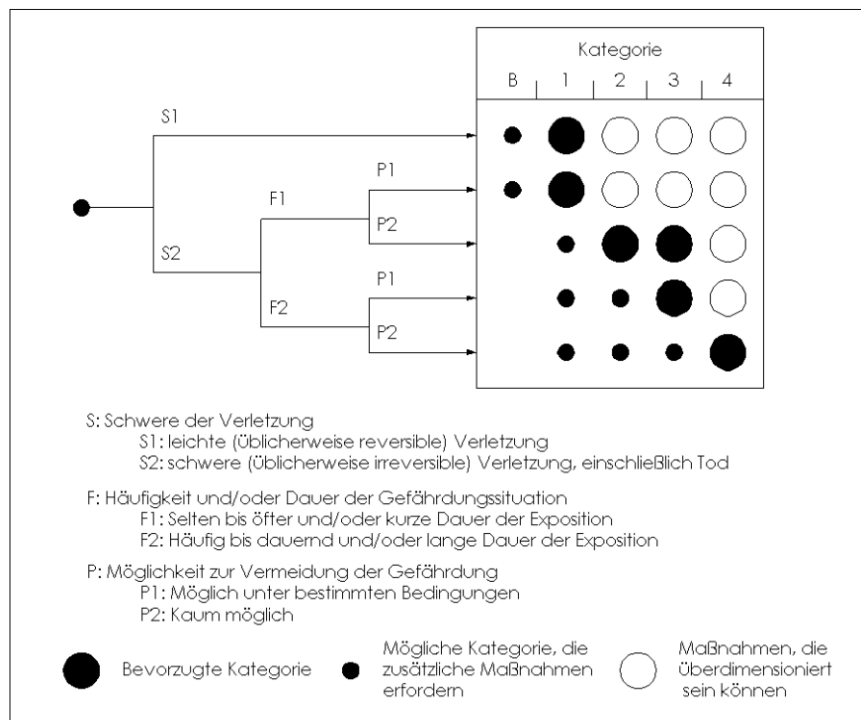 Kategorie
B 1 2 3 4
S1
P1
F1
P2
S2
P1
F2
P2
S: Schwere der Verletzung
S1: leichte (üblicherweise reversible) Verletzung
S2: schwere (üblicherweise irreversible) Verletzung, einschließlich Tod
F: Häufigkeit und/oder Dauer der Gefährdungssituation
F1: Selten bis öfter und/oder kurze Dauer der Exposition
F2: Häufig bis dauernd und/oder lange Dauer der Exposition
P: Möglichkeit zur Vermeidung der Gefährdung
P1: Möglich unter bestimmten Bedingungen
P2: Kaum möglich
Bevorzugte Kategorie
Mögliche Kategorie, die
zusätzliche Maßnahmen
erfordern
Maßnahmen, die
überdimensioniert
sein können